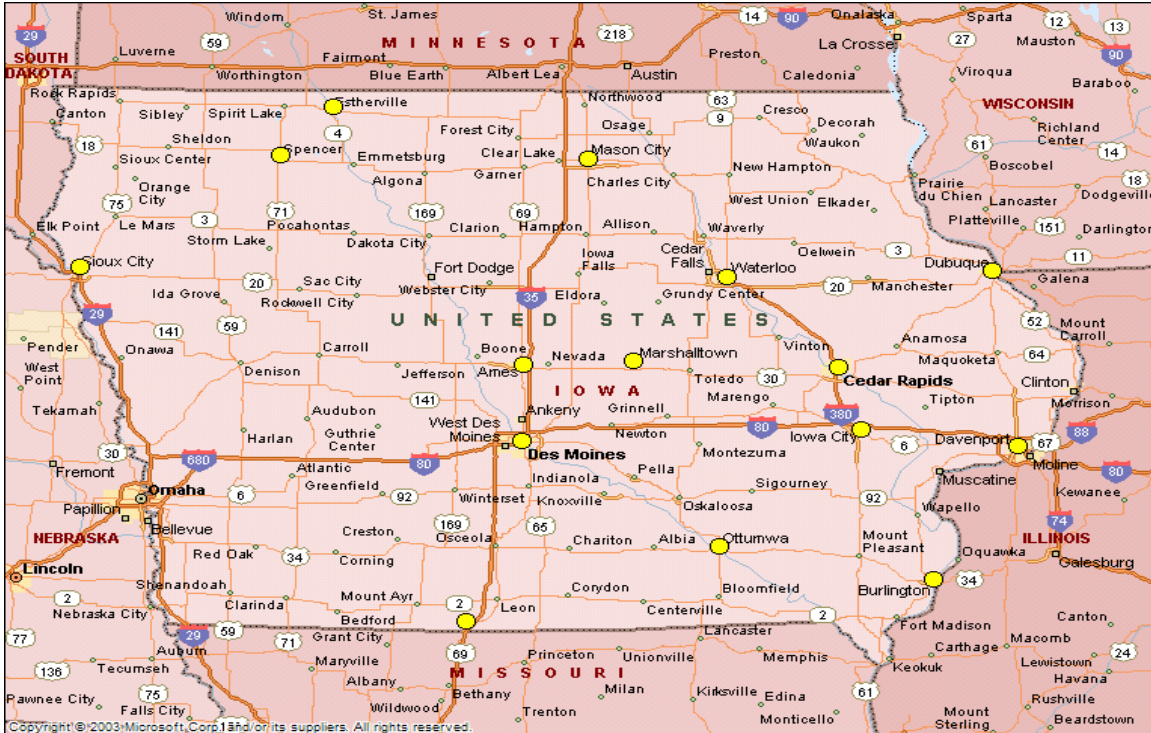 St. James
Windom
14
90
Onalaska
Sparta
12
13
29
59
MINNESOTA
218
La Crosse
27
Mauston
Luverne
Fairmont
Preston
90
SOUTH
DAKOTA
Worthington
Blue Earth
Albert Lea
Austin
Caledonia
Viroqua
Baraboo
Rock Rapids
Estherville
Northwood
63
Cresco
WISCONSIN
Canton
Sibley
Spirit Lake
9
Decorah
Richland
Center
18
Sheldon
4
Forest City
Osage
Waukon
61
14
Sioux Center
Spencer
Emmetsburg
Clear Lake
Mason City
Boscobel
Algona
Garner
Charles City
New Hampton
Prairie
du Chien
18
Orange
City
Dodgeville
75
71
169
69
West Union
Elkader
Lancaster
3
Platteville
Elk Point
Le Mars
Pocahontas
Clarion
Hampton
Allison
Waverly
151
Darlington
Storm Lake
Dakota City
Oelwein
3
Sioux City
Iowa
Falls
Cedar
Falls
Waterloo
Dubuque
11
20
Sac City
Fort Dodge
Webster City
20
Manchester
Galena
Ida Grove
Rockwell City
35
Eldora
Grundy Center
29
59
UNITED STATES
52
Mount
Carroll
141
Pender
Onawa
Carroll
Boone
Nevada
Marshalltown
Vinton
Anamosa
64
West
Point
Denison
Jefferson
Ames
Toledo
30
Maquoketa
Cedar Rapids
Clinton
141
IOWA
Marengo
Tekamah
Audubon
Ankeny
Grinnell
380
Tipton
Morrison
Harlan
Guthrie
Center
West Des
Moines
Newton
80
Iowa City
6
Davenport
67
88
30
680
80
Des Moines
Montezuma
Moline
80
Fremont
Atlantic
Pella
Muscatine
Omaha
6
Greenfield
92
Winterset
Indianola
Sigourney
92
Kewanee
Papillion
Knoxville
Oskaloosa
Wapello
Bellevue
Creston
169
65
74
NEBRASKA
Red Oak
34
Osceola
Chariton
Albia
Ottumwa
Mount
Pleasant
Oquawka
ILLINOIS
Corning
Galesburg
Lincoln
Shenandoah
Corydon
Bloomfield
Burlington
34
2
Clarinda
Mount Ayr
2
Leon
Centerville
2
Nebraska City
Bedford
Fort Madison
Canton
77
29
59
71
Grant City
Lancaster
Macomb
Auburn
69
Carthage
24
Tecumseh
Maryville
Princeton
Unionville
Memphis
Keokuk
Lewistown
136
Albany
MISSOURI
Havana
Pawnee City
75
Bethany
Milan
Kirksville
Edina
61
Rushville
Falls City
Wildwood
Trenton
Monticello
Mount
Sterling
Beardstown
Copyright © 2003 Microsoft Corp. and/or its suppliers. All rights reserved.